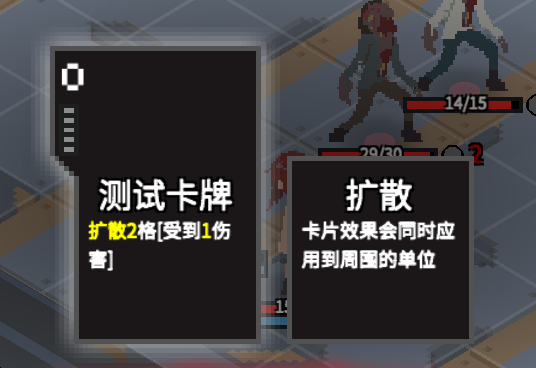 0
14/15
29/30
2
测试卡牌
扩散2格[受到1伤
害]
扩散
卡片效果会同时应
用到周围的单位